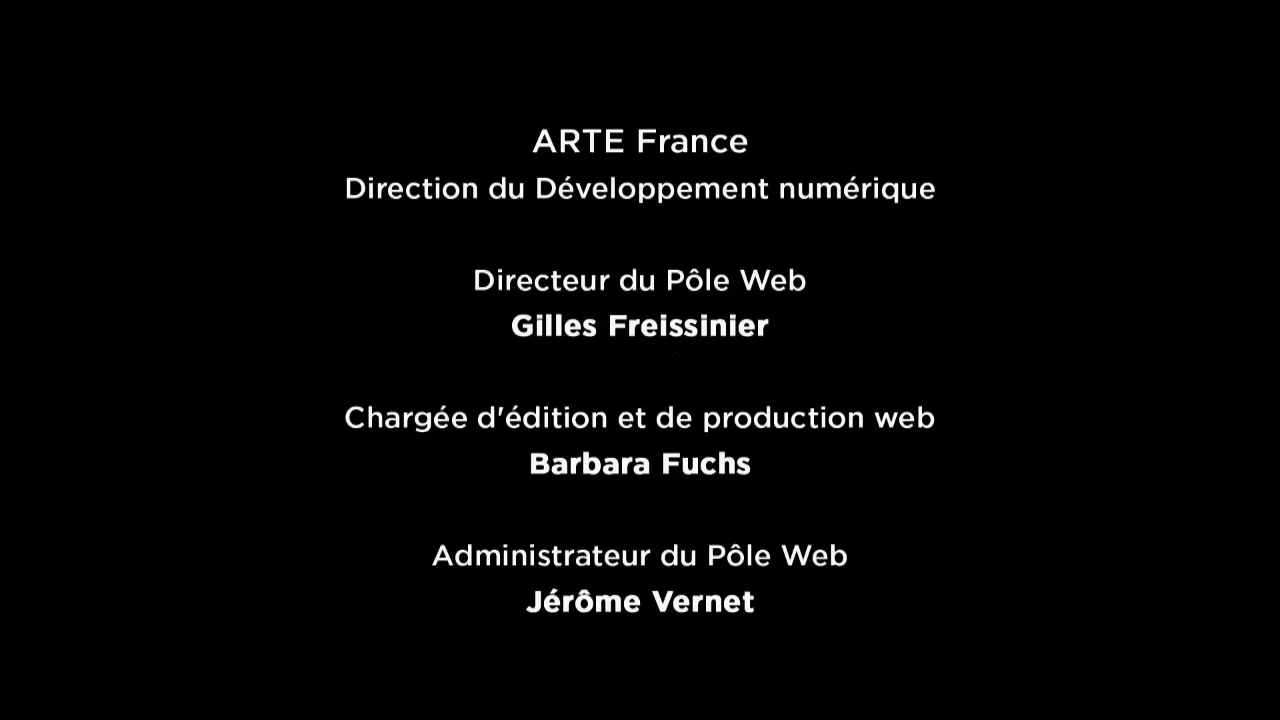 ARTE France
Direction du Développement numérique
Directeur du Pôle Web
Gilles Freissinier
Chargée d'édition et de production web
Barbara Fuchs
Administrateur du Pôle Web
Jérôme Vernet